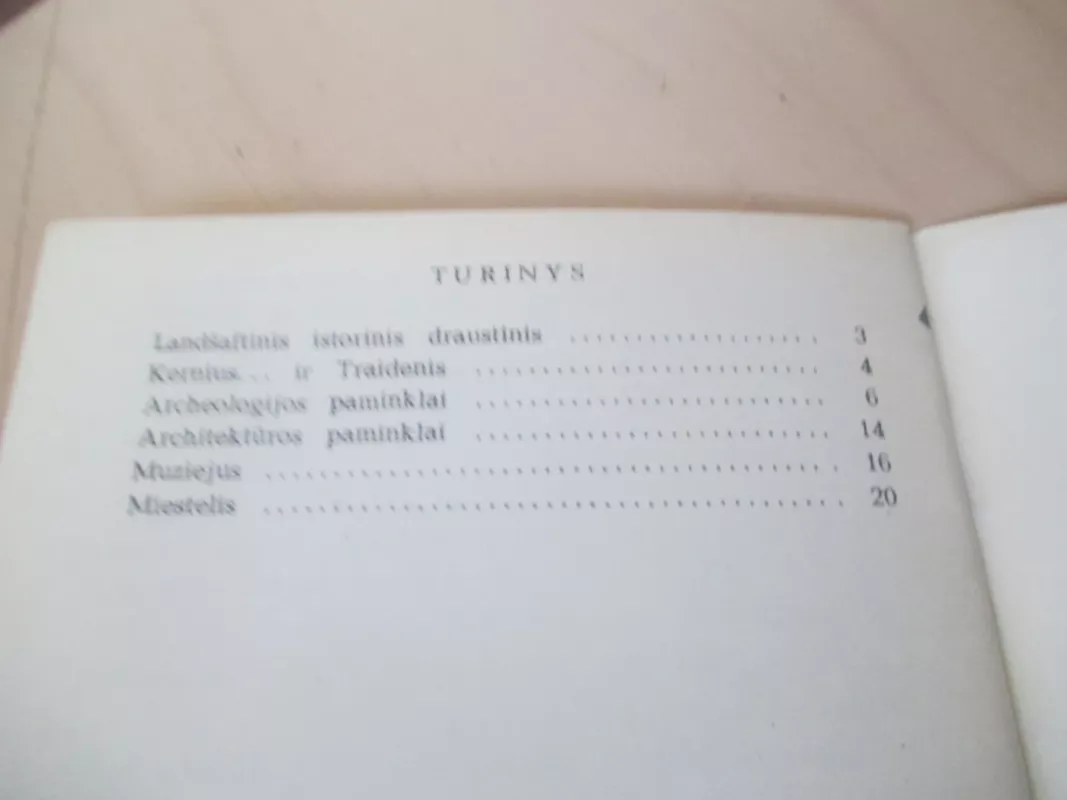 TURINYS
Landšaftinis istorinis draustinis .................. 3
Kernius... ir Traidenis .......................... 4
Archeologijos paminklai .......................... 6
Architektūros paminklai .......................... 14
Muziejus .......................................... 16
Miestelis .......................................... 20